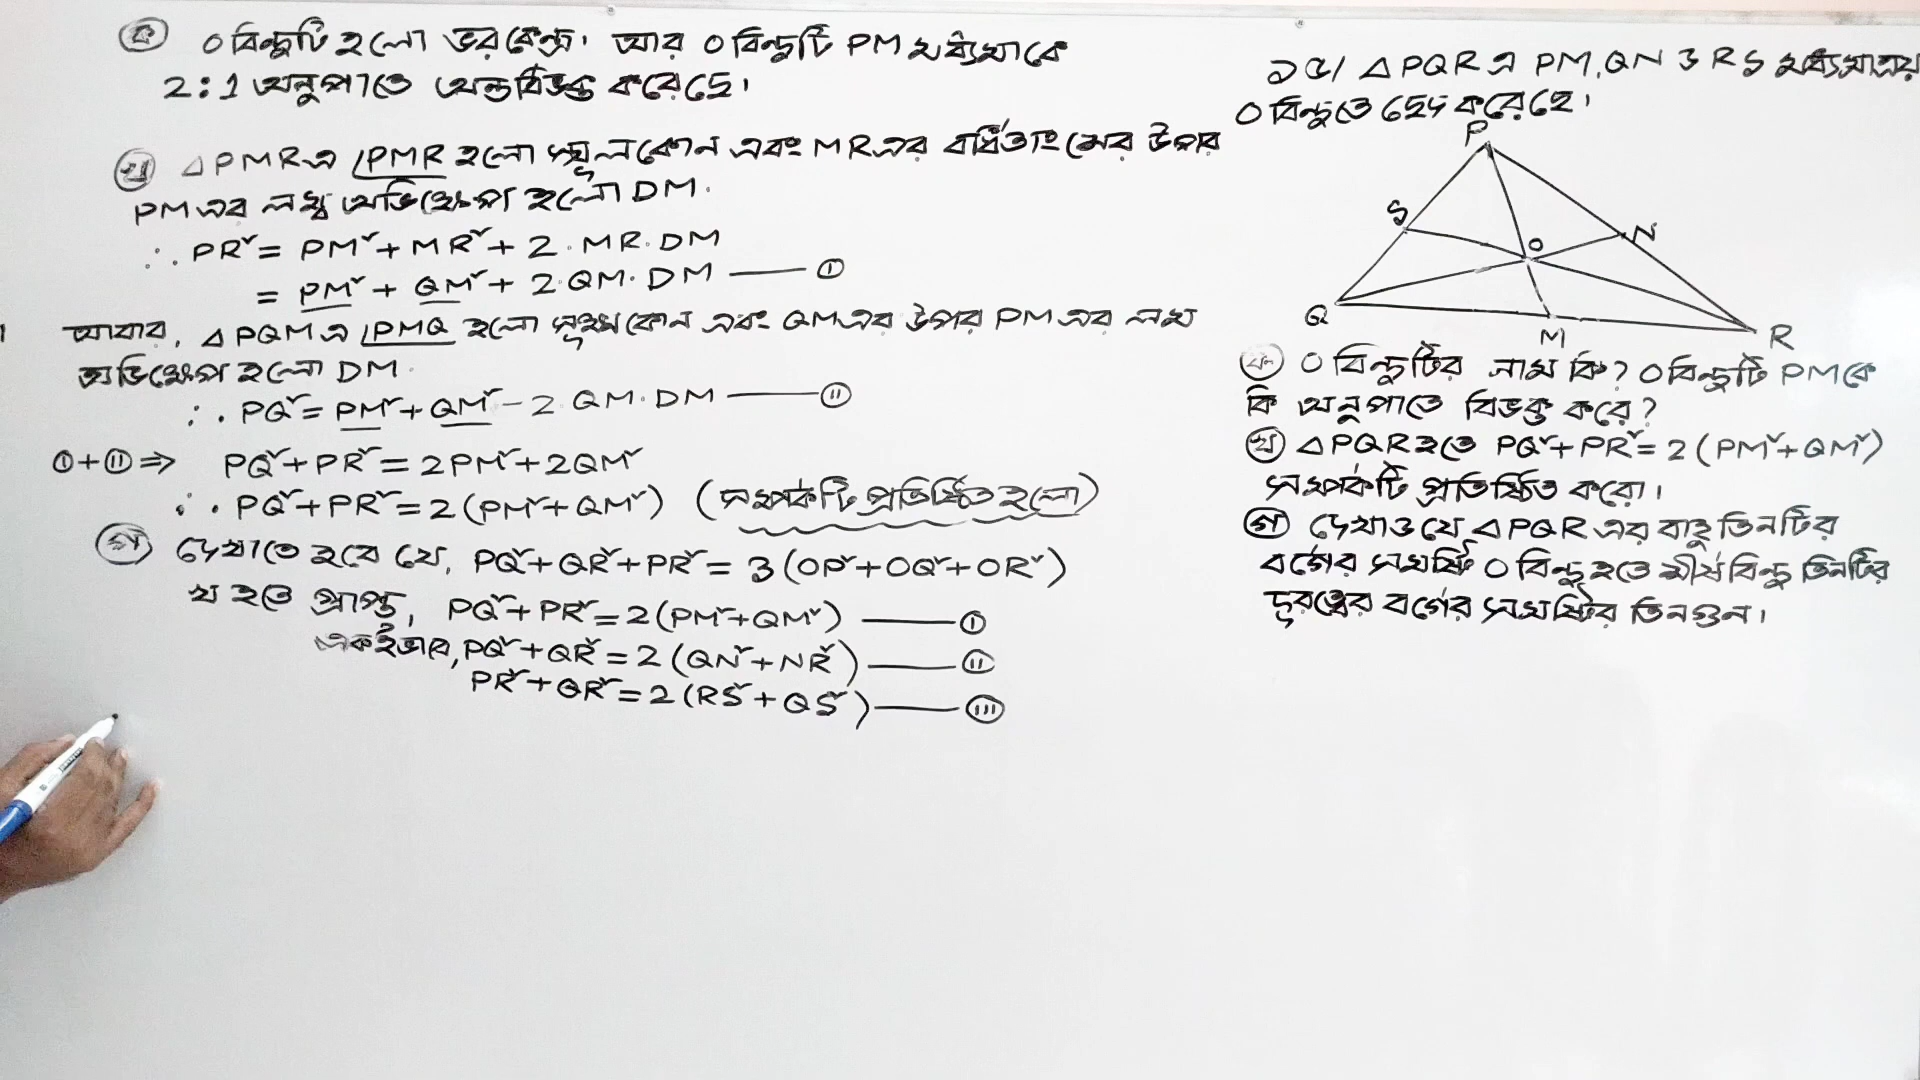 ক O বিন্দুটি হলো ভরকেন্দ্র। আর O বিন্দুটি PM মধ্যমাকে
2:1 অনুপাতে অন্তর্বিভক্ত করেছে।
খ △PMR এ ∠PMR হলো স্থূলকোন এবং MR এর বর্ধিতাংশের উপর
PM এর লম্ব অভিক্ষেপ হলো DM.
∴ PR² = PM² + MR² + 2·MR·DM
= PM² + QM² + 2·QM·DM —— (i)
আবার, △PQM এ ∠PMQ হলো সূক্ষ্মকোন এবং QM এর উপর PM এর লম্ব
অভিক্ষেপ হলো DM.
∴ PQ² = PM² + QM² - 2·QM·DM —— (ii)
(i)+(ii) ⇒ PQ² + PR² = 2PM² + 2QM²
∴ PQ² + PR² = 2(PM² + QM²) (সম্পর্কটি প্রতিষ্ঠিত হলো)
গ দেখাতে হবে যে, PQ² + QR² + PR² = 3(OP² + OQ² + OR²)
খ হতে প্রাপ্ত, PQ² + PR² = 2(PM² + QM²) —— (i)
একইভাবে, PQ² + QR² = 2(QN² + NR²) —— (ii)
PR² + QR² = 2(RS² + QS²) —— (iii)
১৫। △PQR এ PM, QN ও RS মধ্যমাত্রয়
O বিন্দুতে ছেদ করেছে।
P
S
N
O
Q
M
R
ক O বিন্দুটির নাম কি? O বিন্দুটি PM কে
কি অনুপাতে বিভক্ত করে?
খ △PQR হতে PQ² + PR² = 2(PM² + QM²)
সম্পর্কটি প্রতিষ্ঠিত করো।
গ দেখাও যে △PQR এর বাহু তিনটির
বর্গের সমষ্টি O বিন্দু হতে শীর্ষবিন্দু তিনটির
দূরত্বের বর্গের সমষ্টির তিনগুন।